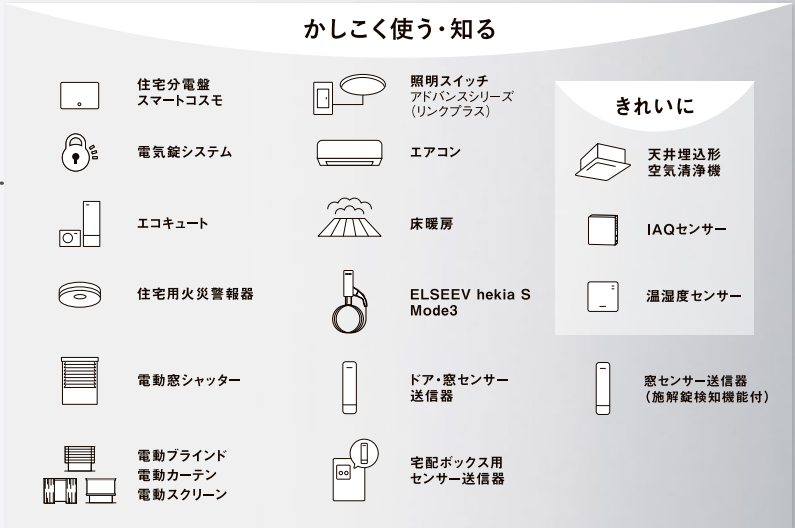 かしこく使う・知る
住宅分電盤
スマートコスモ
電気錠システム
エコキュート
住宅用火災警報器
電動窓シャッター
電動ブラインド
電動カーテン
電動スクリーン
照明スイッチ
アドバンスシリーズ
（リンクプラス）
エアコン
床暖房
ELSEEV hekia S
Mode3
ドア・窓センサー
送信器
宅配ボックス用
センサー送信器
きれいに
天井埋込形
空気清浄機
IAQセンサー
温湿度センサー
窓センサー送信器
（施解錠検知機能付）